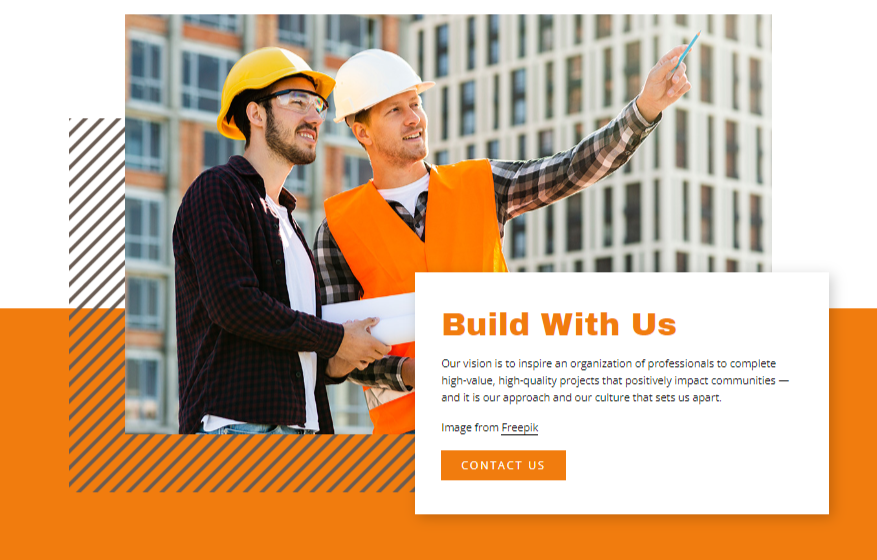 Build With Us
Our vision is to inspire an organization of professionals to complete
high-value, high-quality projects that positively impact communities —
and it is our approach and our culture that sets us apart.
Image from Freepik
CONTACT US